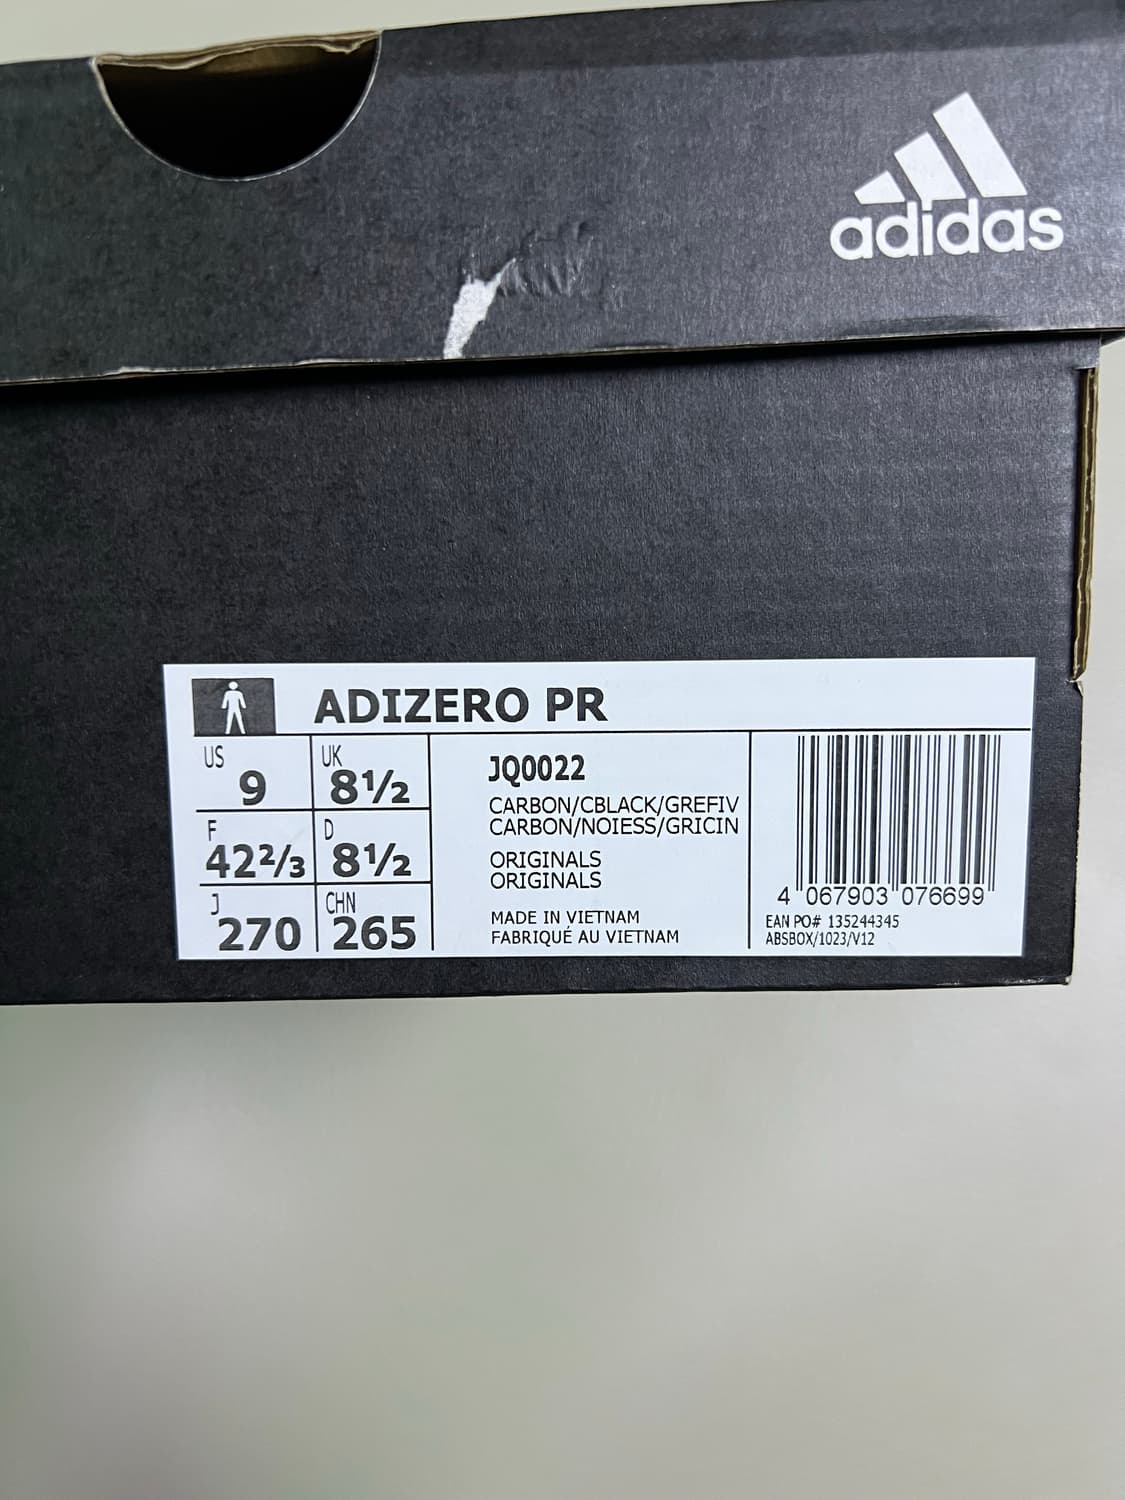 adidas
ADIZERO PR
US 9
UK 8½
F 42⅔
D 8½
J 270
CHN 265
JQ0022
CARBON/CBLACK/GREFIV
CARBON/NOIESS/GRICIN
ORIGINALS
ORIGINALS
MADE IN VIETNAM
FABRIQUÉ AU VIETNAM
4 067903 076699
EAN PO# 135244345
ABSBOX/1023/V12